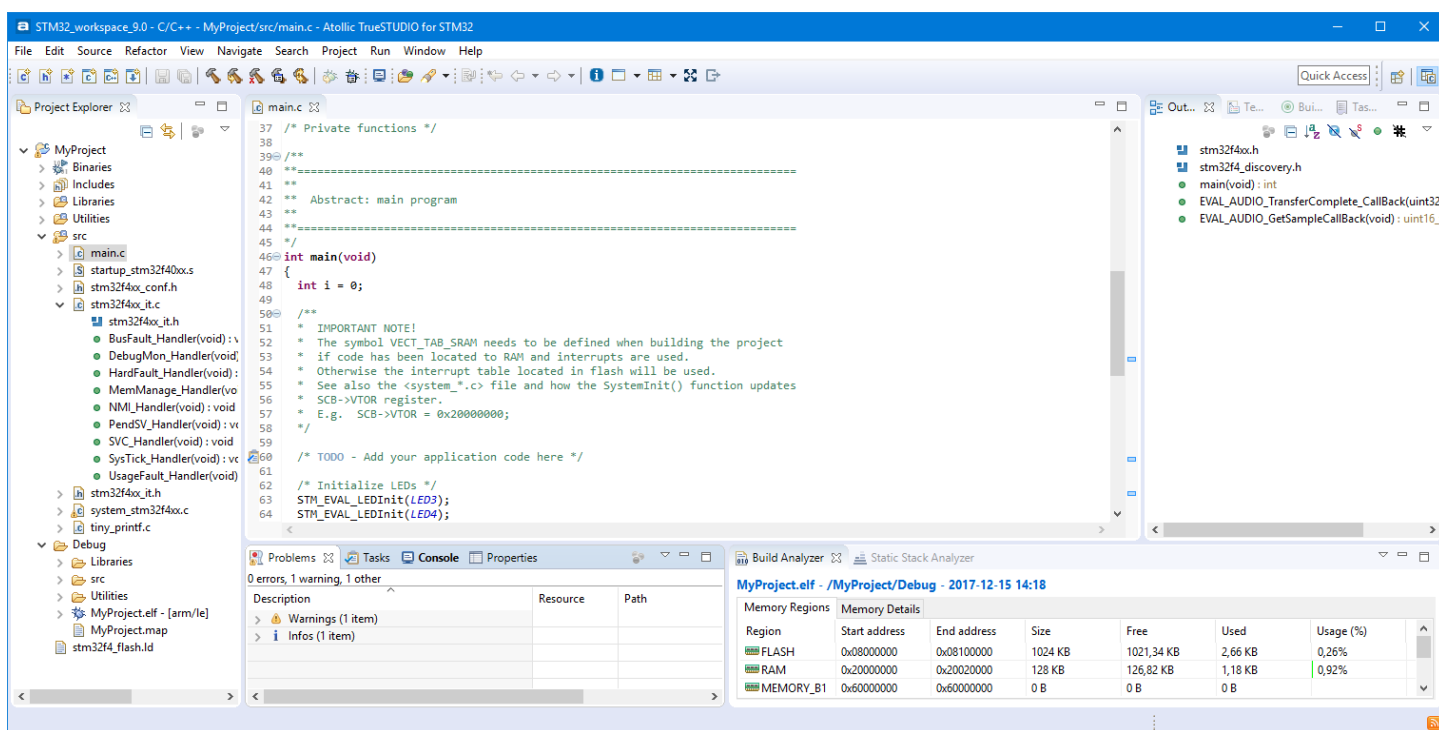 STM32_workspace_9.0 - C/C++ - MyProject/src/main.c - Atollic TrueSTUDIO for STM32
File Edit Source Refactor View Navigate Search Project Run Window Help
Quick Access
Project Explorer
MyProject
Binaries
Includes
Libraries
Utilities
src
main.c
startup_stm32f40xx.s
stm32f4xx_conf.h
stm32f4xx_it.c
stm32f4xx_it.h
BusFault_Handler(void) : v
DebugMon_Handler(void)
HardFault_Handler(void) :
MemManage_Handler(vo
NMI_Handler(void) : void
PendSV_Handler(void) : vo
SVC_Handler(void) : void
SysTick_Handler(void) : vo
UsageFault_Handler(void)
stm32f4xx_it.h
system_stm32f4xx.c
tiny_printf.c
Debug
Libraries
src
Utilities
MyProject.elf - [arm/le]
MyProject.map
stm32f4_flash.ld
main.c
37 /* Private functions */
38
39 /**
40 **===========================================================================
41 **
42 **  Abstract: main program
43 **
44 **===========================================================================
45 */
46 int main(void)
47 {
48   int i = 0;
49
50   /**
51   *  IMPORTANT NOTE!
52   *  The symbol VECT_TAB_SRAM needs to be defined when building the project
53   *  if code has been located to RAM and interrupts are used.
54   *  Otherwise the interrupt table located in flash will be used.
55   *  See also the <system_*.c> file and how the SystemInit() function updates
56   *  SCB->VTOR register.
57   *  E.g.  SCB->VTOR = 0x20000000;
58   */
59
60   /* TODO - Add your application code here */
61
62   /* Initialize LEDs */
63   STM_EVAL_LEDInit(LED3);
64   STM_EVAL_LEDInit(LED4);
Out... Te... Bui... Tas...
stm32f4xx.h
stm32f4_discovery.h
main(void) : int
EVAL_AUDIO_TransferComplete_CallBack(uint32
EVAL_AUDIO_GetSampleCallBack(void) : uint16_
Problems Tasks Console Properties
0 errors, 1 warning, 1 other
Description Resource Path
Warnings (1 item)
Infos (1 item)
Build Analyzer Static Stack Analyzer
MyProject.elf - /MyProject/Debug - 2017-12-15 14:18
Memory Regions Memory Details
Region Start address End address Size Free Used Usage (%)
FLASH 0x08000000 0x08100000 1024 KB 1021,34 KB 2,66 KB 0,26%
RAM 0x20000000 0x20020000 128 KB 126,82 KB 1,18 KB 0,92%
MEMORY_B1 0x60000000 0x60000000 0 B 0 B 0 B